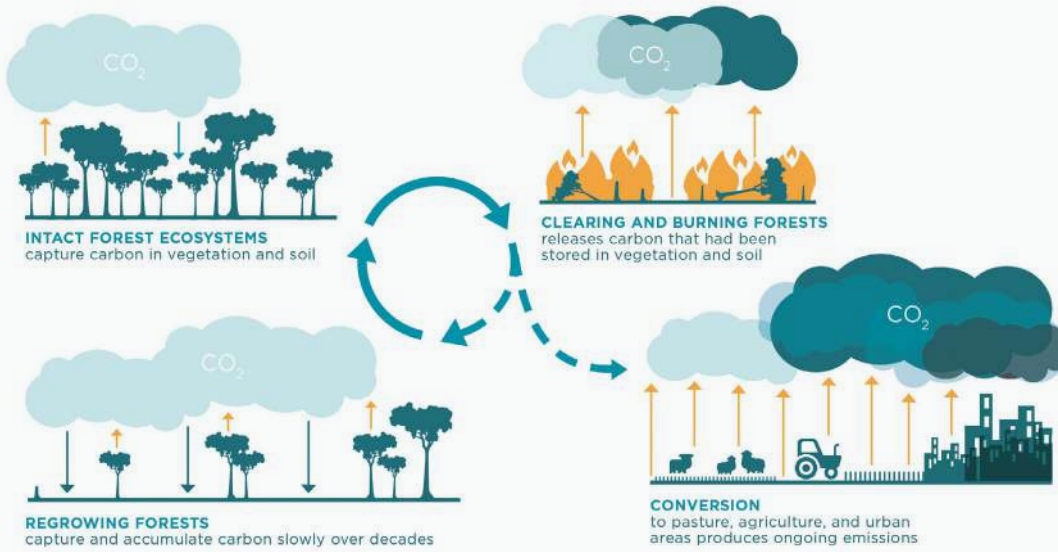 CO₂
INTACT FOREST ECOSYSTEMS
capture carbon in vegetation and soil
CO₂
CLEARING AND BURNING FORESTS
releases carbon that had been
stored in vegetation and soil
CO₂
REGROWING FORESTS
capture and accumulate carbon slowly over decades
CO₂
CONVERSION
to pasture, agriculture, and urban
areas produces ongoing emissions